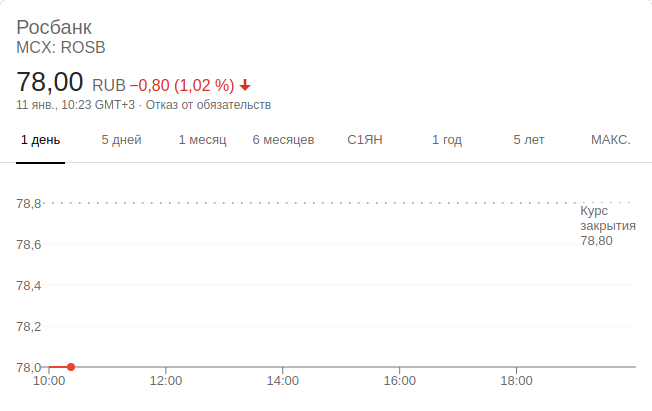 Росбанк
MCX: ROSB
78,00 RUB −0,80 (1,02 %)
11 янв., 10:23 GMT+3 · Отказ от обязательств
1 день 5 дней 1 месяц 6 месяцев С1ЯН 1 год 5 лет МАКС.
78,8
Курс
закрытия
78,80
78,6
78,4
78,2
78,0
10:00 12:00 14:00 16:00 18:00